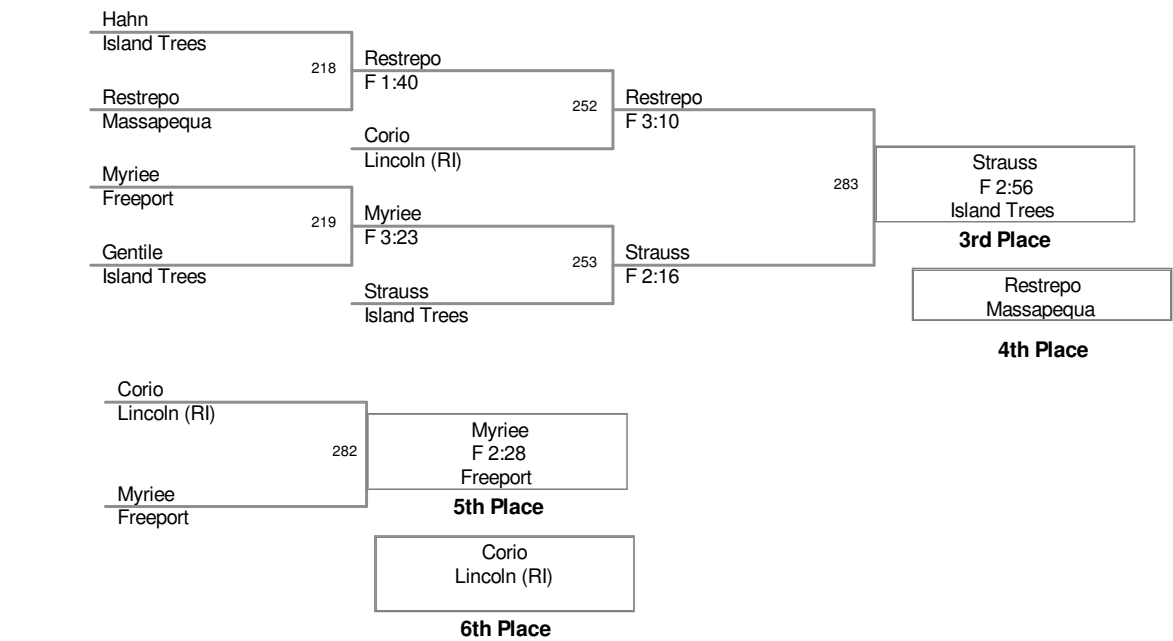 Hahn
Island Trees
218
Restrepo
F 1:40
Restrepo
Massapequa
252
Restrepo
F 3:10
Corio
Lincoln (RI)
Myriee
Freeport
219
Myriee
F 3:23
Gentile
Island Trees
253
Strauss
F 2:16
Strauss
Island Trees
283
Strauss
F 2:56
Island Trees
3rd Place
Restrepo
Massapequa
4th Place
Corio
Lincoln (RI)
282
Myriee
F 2:28
Freeport
5th Place
Myriee
Freeport
Corio
Lincoln (RI)
6th Place